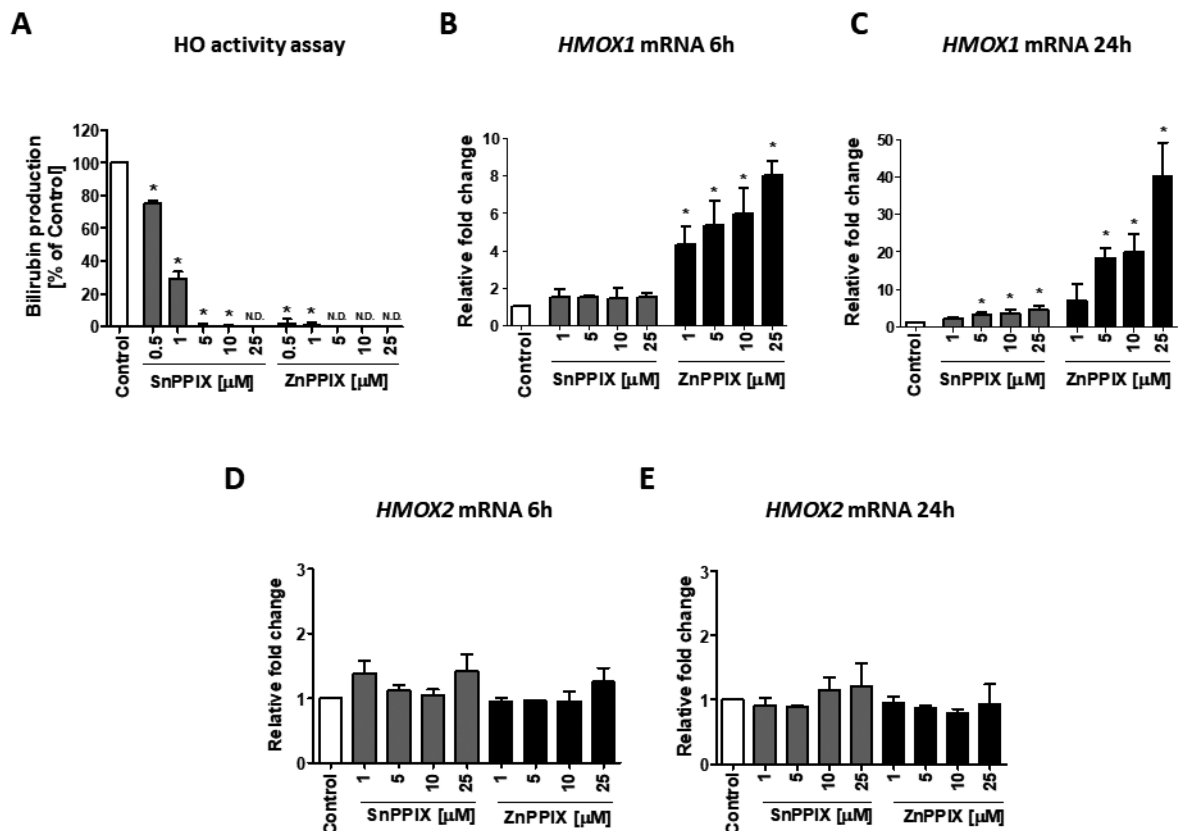 A
HO activity assay
Bilirubin production
[% of Control]
120
100
80
60
40
20
0
*
*
*
*
N.D.
*
*
N.D.
N.D.
N.D.
Control
0.5
1
5
10
25
0.5
1
5
10
25
SnPPIX [µM]
ZnPPIX [µM]
B
HMOX1 mRNA 6h
Relative fold change
10
8
6
4
2
0
*
*
*
*
Control
1
5
10
25
1
5
10
25
SnPPIX [µM]
ZnPPIX [µM]
C
HMOX1 mRNA 24h
Relative fold change
50
40
30
20
10
0
*
*
*
*
*
*
Control
1
5
10
25
1
5
10
25
SnPPIX [µM]
ZnPPIX [µM]
D
HMOX2 mRNA 6h
Relative fold change
3
2
1
0
Control
1
5
10
25
1
5
10
25
SnPPIX [µM]
ZnPPIX [µM]
E
HMOX2 mRNA 24h
Relative fold change
3
2
1
0
Control
1
5
10
25
1
5
10
25
SnPPIX [µM]
ZnPPIX [µM]